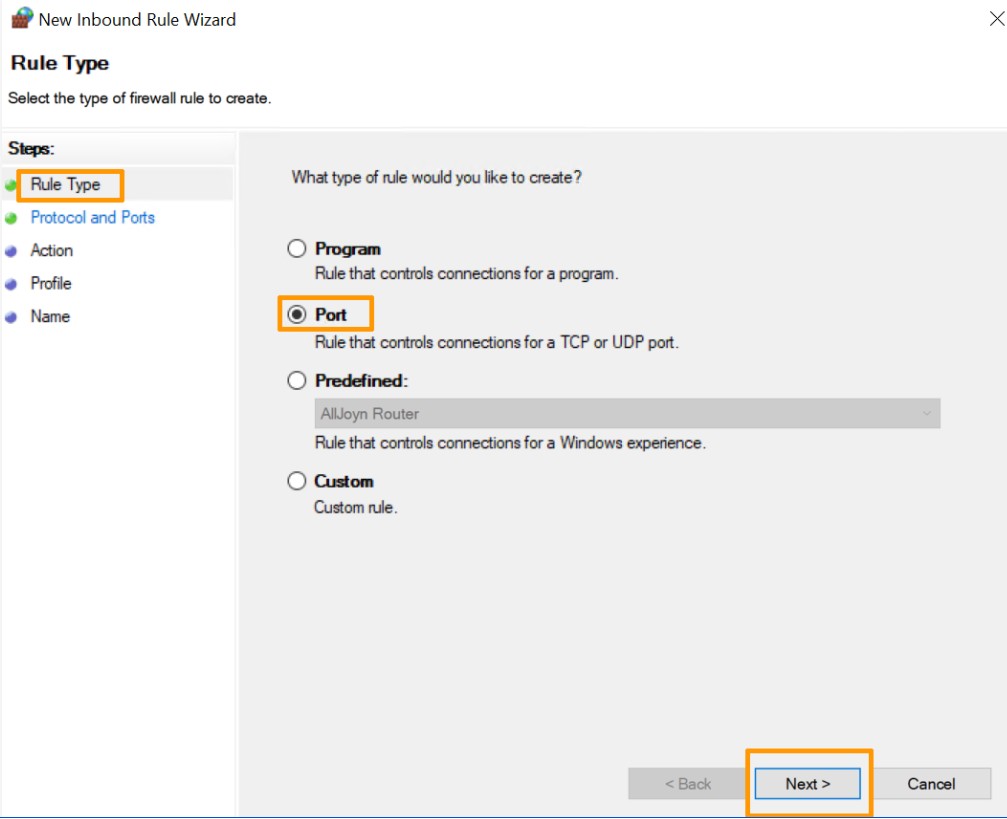 New Inbound Rule Wizard
Rule Type
Select the type of firewall rule to create.
Steps:
Rule Type
Protocol and Ports
Action
Profile
Name
What type of rule would you like to create?
Program
Rule that controls connections for a program.
Port
Rule that controls connections for a TCP or UDP port.
Predefined:
AllJoyn Router
Rule that controls connections for a Windows experience.
Custom
Custom rule.
< Back Next > Cancel